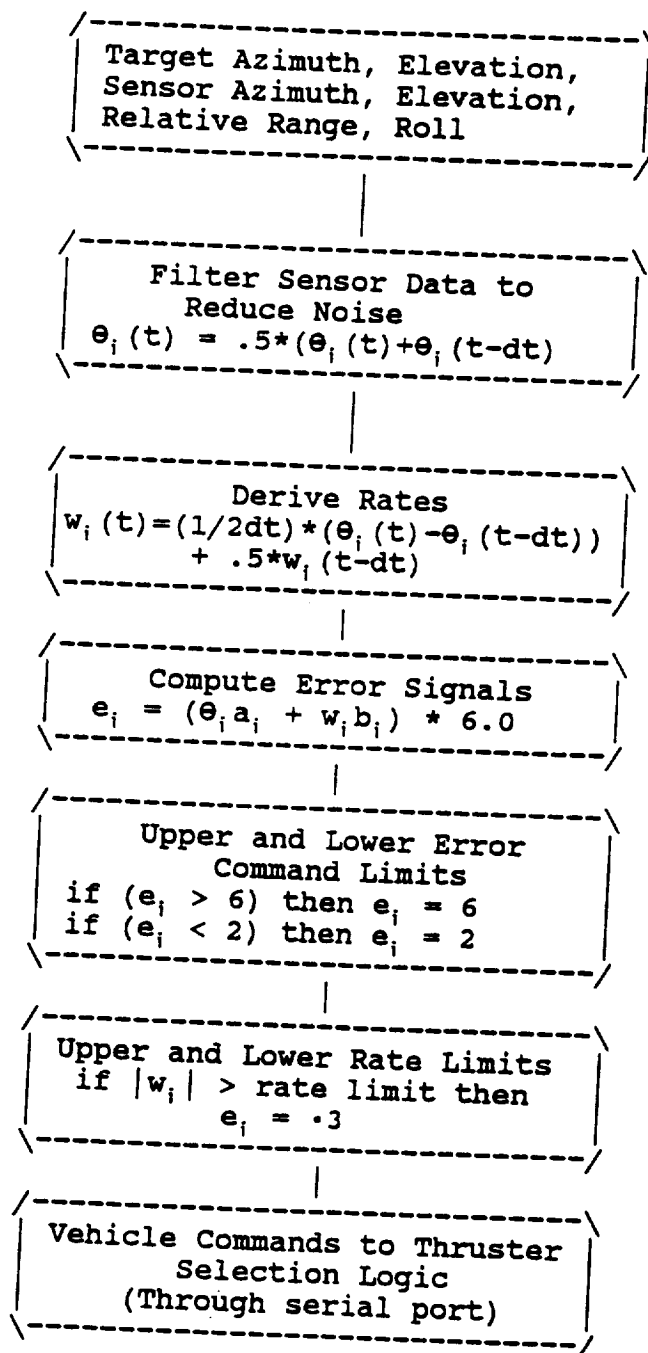 Target Azimuth, Elevation,
Sensor Azimuth, Elevation,
Relative Range, Roll
Filter Sensor Data to
Reduce Noise
θᵢ(t) = .5*(θᵢ(t)+θᵢ(t-dt)
Derive Rates
wᵢ(t)=(1/2dt)*(θᵢ(t)-θᵢ(t-dt))
+ .5*wᵢ(t-dt)
Compute Error Signals
eᵢ = (θᵢaᵢ + wᵢbᵢ) * 6.0
Upper and Lower Error
Command Limits
if (eᵢ > 6) then eᵢ = 6
if (eᵢ < 2) then eᵢ = 2
Upper and Lower Rate Limits
if |wᵢ| > rate limit then
eᵢ = .3
Vehicle Commands to Thruster
Selection Logic
(Through serial port)